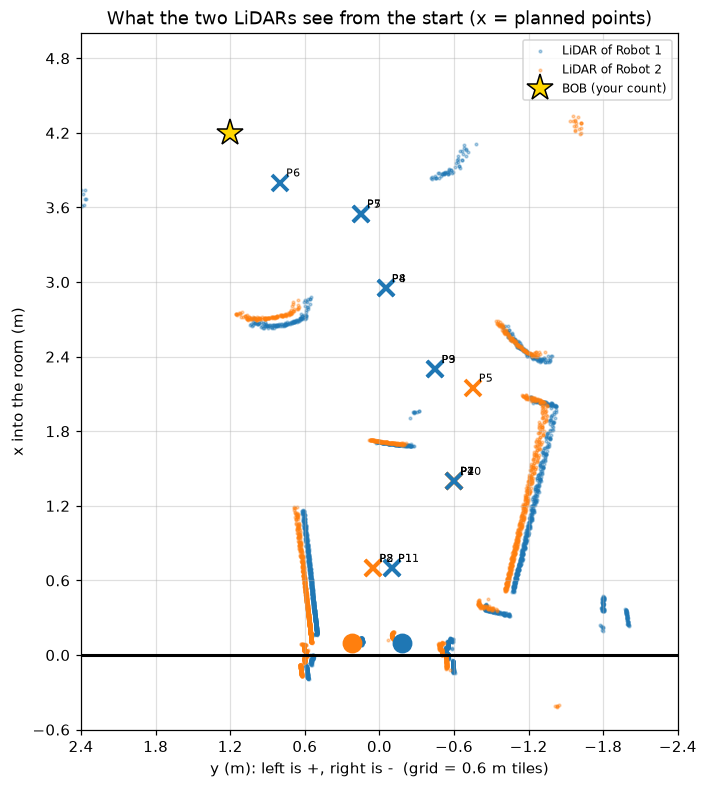 What the two LiDARs see from the start (x = planned points)
LiDAR of Robot 1
LiDAR of Robot 2
BOB (your count)
4.8
4.2
3.6
3.0
2.4
1.8
1.2
0.6
0.0
−0.6
P6
P5
P9
P11
2.4
1.8
1.2
0.6
0.0
−0.6
−1.2
−1.8
−2.4
x into the room (m)
y (m): left is +, right is -  (grid = 0.6 m tiles)